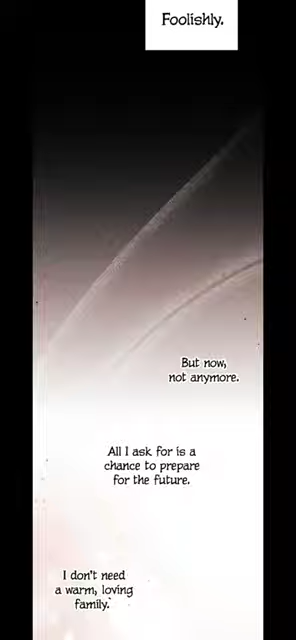 Foolishly.
But now,
not anymore.
All I ask for is a
chance to prepare
for the future.
I don't need
a warm, loving
family.